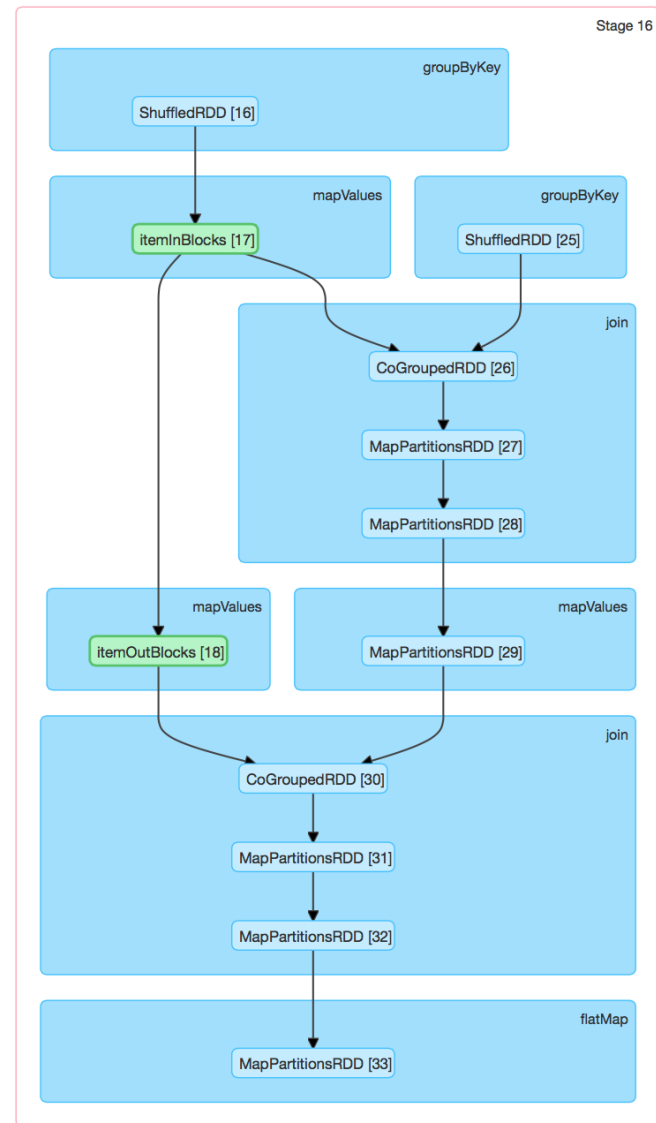 Stage 16
groupByKey
ShuffledRDD [16]
mapValues
groupByKey
itemInBlocks [17]
ShuffledRDD [25]
join
CoGroupedRDD [26]
MapPartitionsRDD [27]
MapPartitionsRDD [28]
mapValues
mapValues
itemOutBlocks [18]
MapPartitionsRDD [29]
join
CoGroupedRDD [30]
MapPartitionsRDD [31]
MapPartitionsRDD [32]
flatMap
MapPartitionsRDD [33]